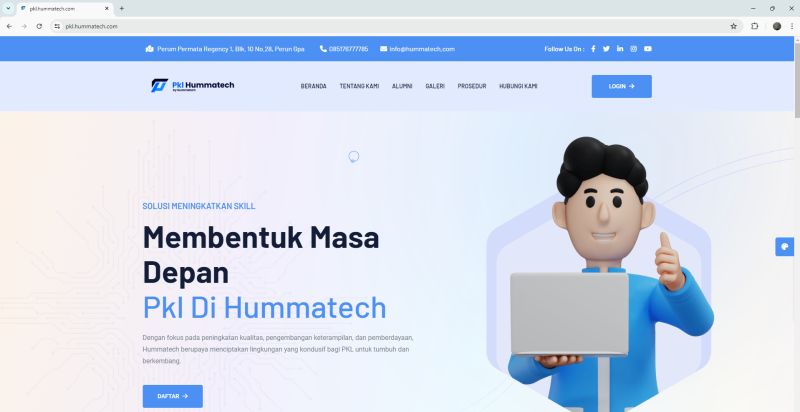 pkl.hummatech.com
pkl.hummatech.com
Perum Permata Regency 1, Blk. 10 No.28, Perun Gpa
085176777785
info@hummatech.com
Follow Us On :
Pkl Hummatech
by Hummatech
BERANDA
TENTANG KAMI
ALUMNI
GALERI
PROSEDUR
HUBUNGI KAMI
LOGIN
SOLUSI MENINGKATKAN SKILL
Membentuk Masa
Depan
Pkl Di Hummatech
Dengan fokus pada peningkatan kualitas, pengembangan keterampilan, dan pemberdayaan,
Hummatech berupaya menciptakan lingkungan yang kondusif bagi PKL untuk tumbuh dan
berkembang.
DAFTAR